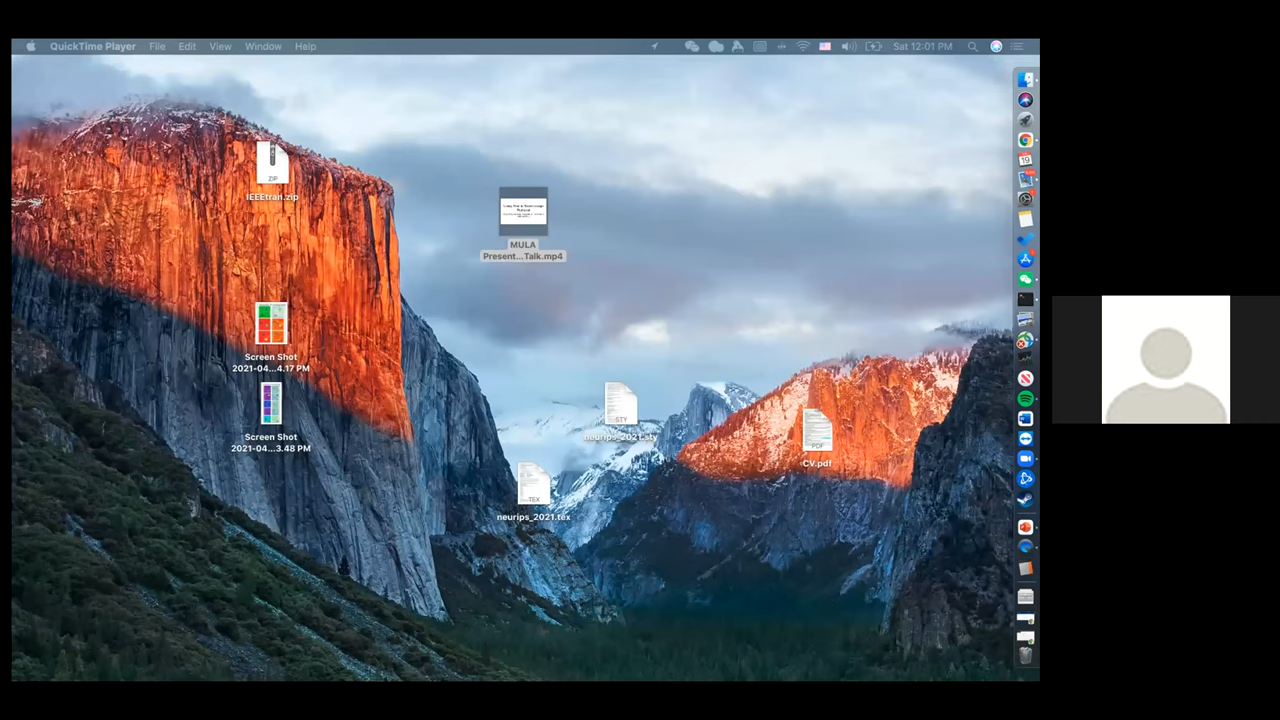 QuickTime Player File Edit View Window Help Sat 12:01 PM
ZIP
IEEEtran.zip
MULA
Present...Talk.mp4
19
Screen Shot
2021-04...4.17 PM
Screen Shot
2021-04...3.48 PM
STY
neurips_2021.sty
PDF
CV.pdf
TEX
neurips_2021.tex